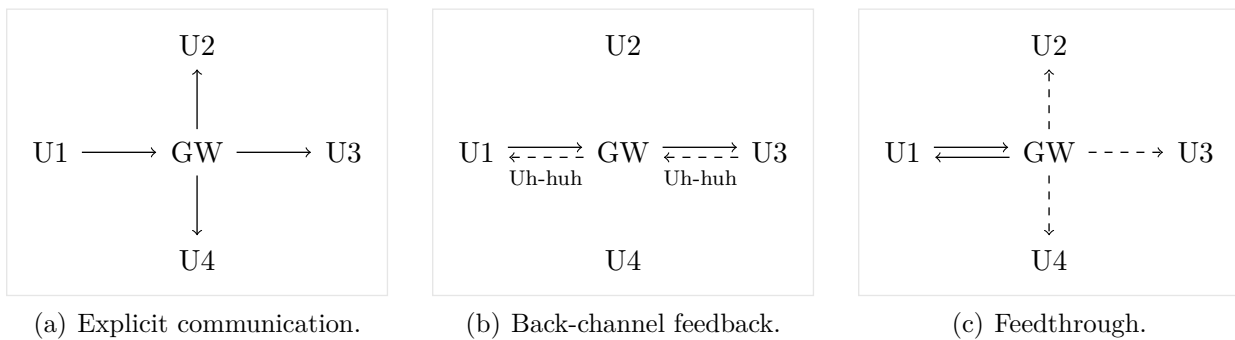 U2
U1 GW U3
U4
(a) Explicit communication.
U2
U1 GW U3
Uh-huh Uh-huh
U4
(b) Back-channel feedback.
U2
U1 GW U3
U4
(c) Feedthrough.